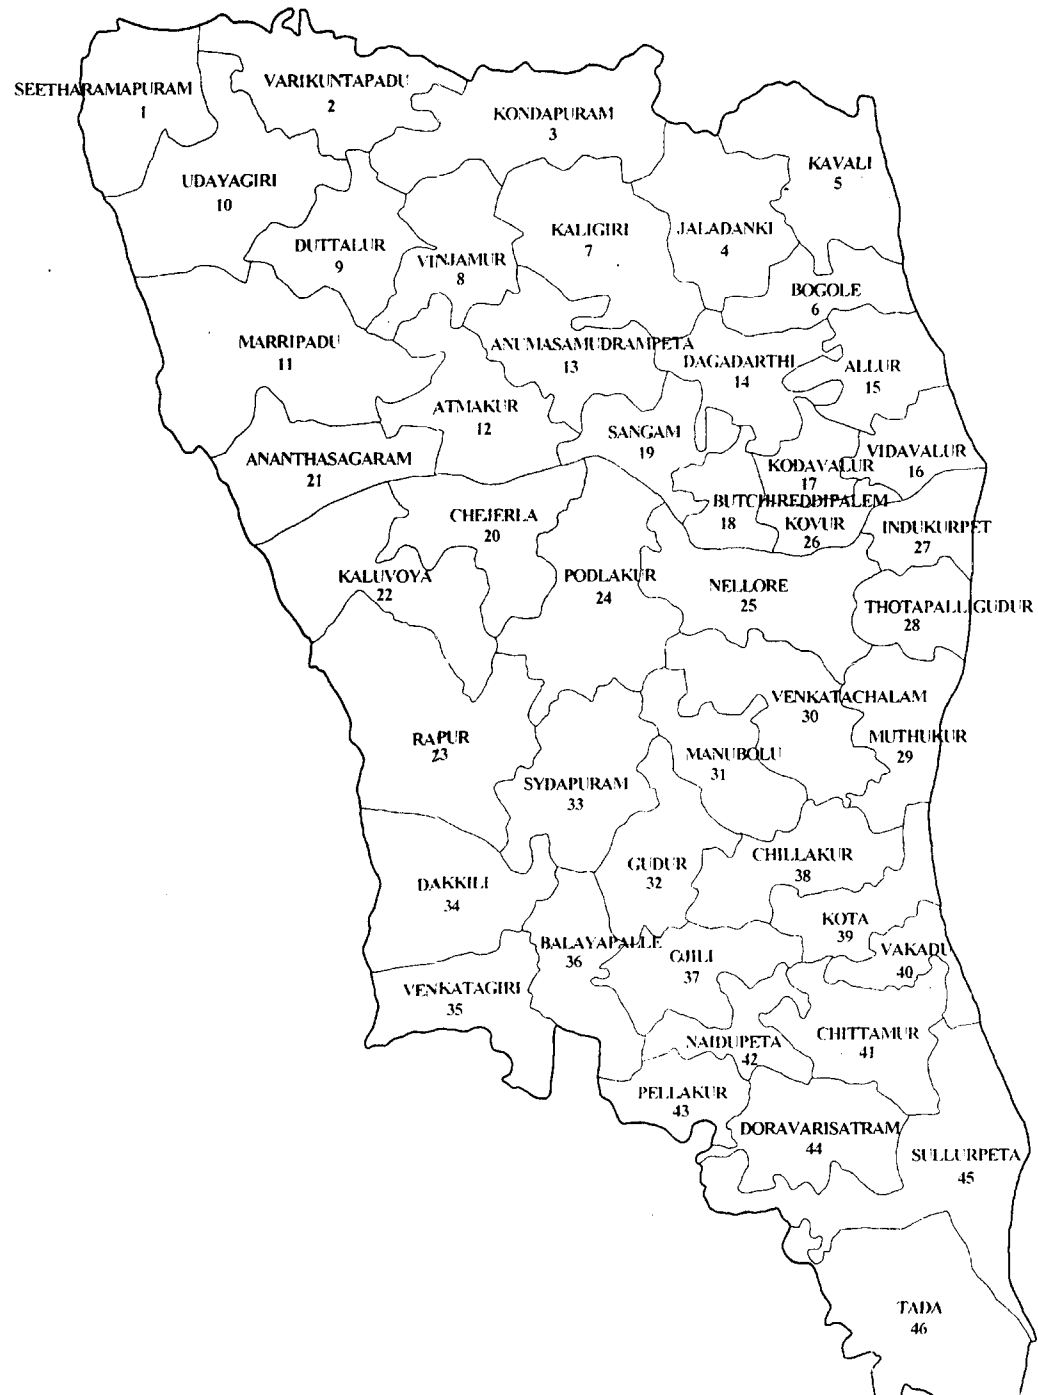 SEETHARAMAPURAM
1
VARIKUNTAPADU
2
KONDAPURAM
3
KAVALI
5
UDAYAGIRI
10
DUTTALUR
9
VINJAMUR
8
KALIGIRI
7
JALADANKI
4
BOGOLE
6
MARRIPADU
11
ANUMASAMUDRAMPETA
13
DAGADARTHI
14
ALLUR
15
ATMAKUR
12
SANGAM
19
ANANTHASAGARAM
21
KODAVALUR
17
VIDAVALUR
16
BUTCHIREDDIPALEM
18
KOVUR
26
INDUKURPET
27
CHEJERLA
20
KALUVOYA
22
PODLAKUR
24
NELLORE
25
THOTAPALLIGUDUR
28
VENKATACHALAM
30
RAPUR
23
MUTHUKUR
29
MANUBOLU
31
SYDAPURAM
33
GUDUR
32
CHILLAKUR
38
DAKKILI
34
KOTA
39
BALAYAPALLE
36
OJILI
37
VAKADU
40
VENKATAGIRI
35
NAIDUPETA
42
CHITTAMUR
41
PELLAKUR
43
DORAVARISATRAM
44
SULLURPETA
45
TADA
46